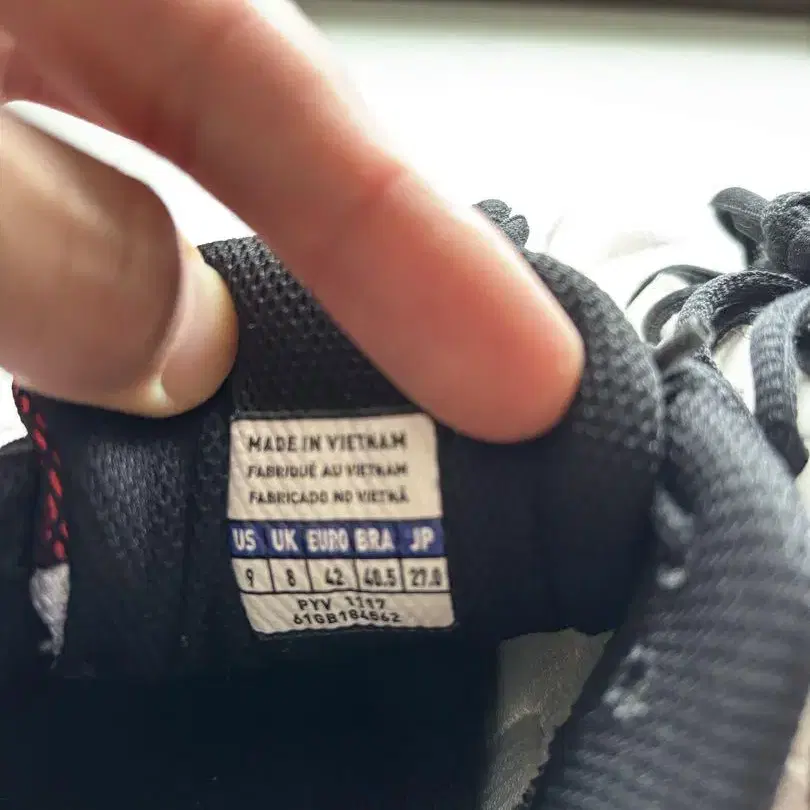 MADE IN VIETNAM
FABRIQUÉ AU VIETNAM
FABRICADO NO VIETNÃ
US UK EURO BRA JP
9 8 42 40.5 27.0
PYV 1117
61GB184562